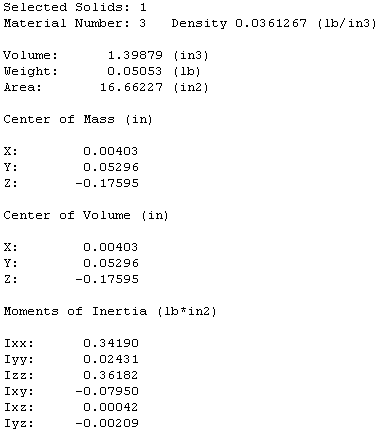 Selected Solids: 1
Material Number: 3   Density 0.0361267 (lb/in3)
Volume:      1.39879 (in3)
Weight:      0.05053 (lb)
Area:       16.66227 (in2)
Center of Mass (in)
X:        0.00403
Y:        0.05296
Z:       -0.17595
Center of Volume (in)
X:        0.00403
Y:        0.05296
Z:       -0.17595
Moments of Inertia (lb*in2)
Ixx:      0.34190
Iyy:      0.02431
Izz:      0.36182
Ixy:     -0.07950
Ixz:      0.00042
Iyz:     -0.00209